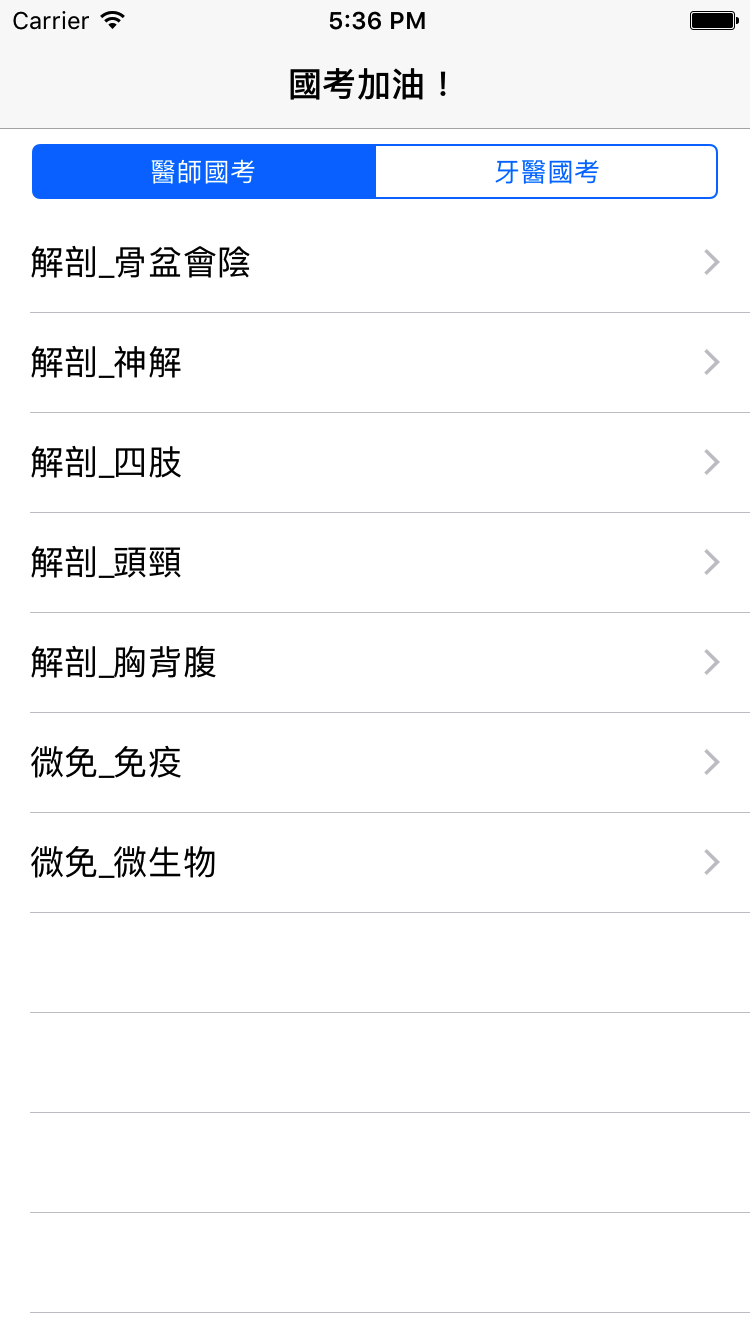 Carrier 5:36 PM
國考加油！
醫師國考 牙醫國考
解剖_骨盆會陰
解剖_神解
解剖_四肢
解剖_頭頸
解剖_胸背腹
微免_免疫
微免_微生物